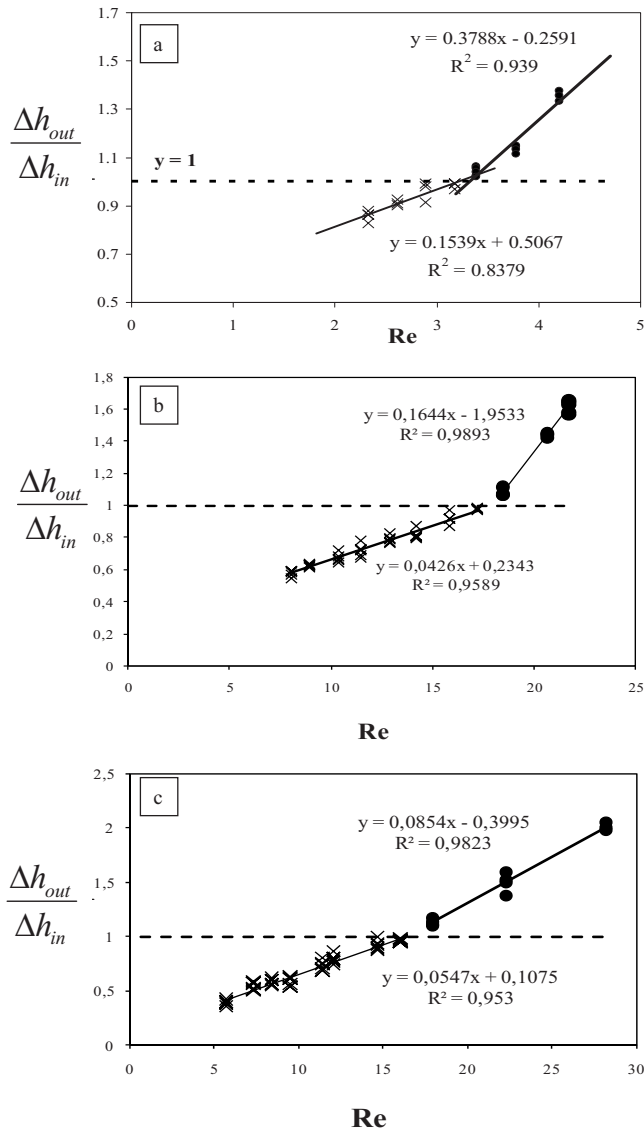 1.7
a
y = 0.3788x - 0.2591
R² = 0.939
1.5
1.3
Δh_out
Δh_in
1.1
y = 1
0.9
y = 0.1539x + 0.5067
R² = 0.8379
0.7
0.5
0 1 2 3 4 5
Re
1,8
b
1,6
y = 0,1644x - 1,9533
R² = 0,9893
1,4
1,2
Δh_out
Δh_in
1
0,8
0,6
y = 0,0426x + 0,2343
R² = 0,9589
0,4
0,2
0
0 5 10 15 20 25
Re
2,5
c
2
y = 0,0854x - 0,3995
R² = 0,9823
1,5
Δh_out
Δh_in
1
y = 0,0547x + 0,1075
R² = 0,953
0,5
0
0 5 10 15 20 25 30
Re